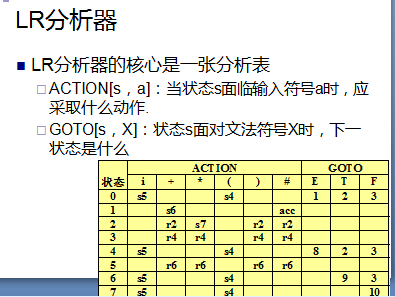 LR分析器
LR分析器的核心是一张分析表
ACTION[s，a]：当状态s面临输入符号a时，应
采取什么动作.
GOTO[s，X]：状态s面对文法符号X时，下一
状态是什么
ACTION GOTO
状态 i + * ( ) # E T F
0 s5 s4 1 2 3
1 s6 acc
2 r2 s7 r2 r2
3 r4 r4 r4 r4
4 s5 s4 8 2 3
5 r6 r6 r6 r6
6 s5 s4 9 3
7 s5 s4 10